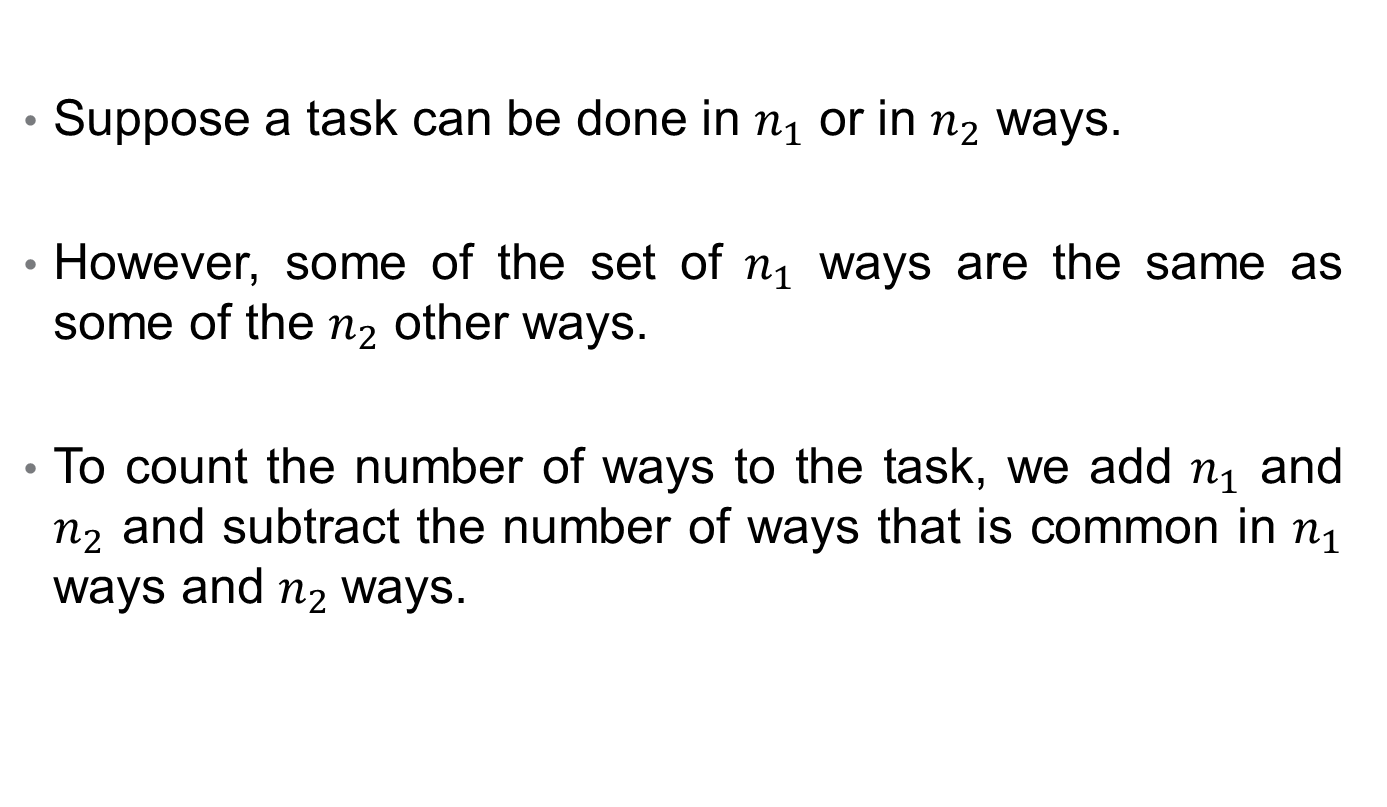 • Suppose a task can be done in n₁ or in n₂ ways.
• However, some of the set of n₁ ways are the same as
some of the n₂ other ways.
• To count the number of ways to the task, we add n₁ and
n₂ and subtract the number of ways that is common in n₁
ways and n₂ ways.